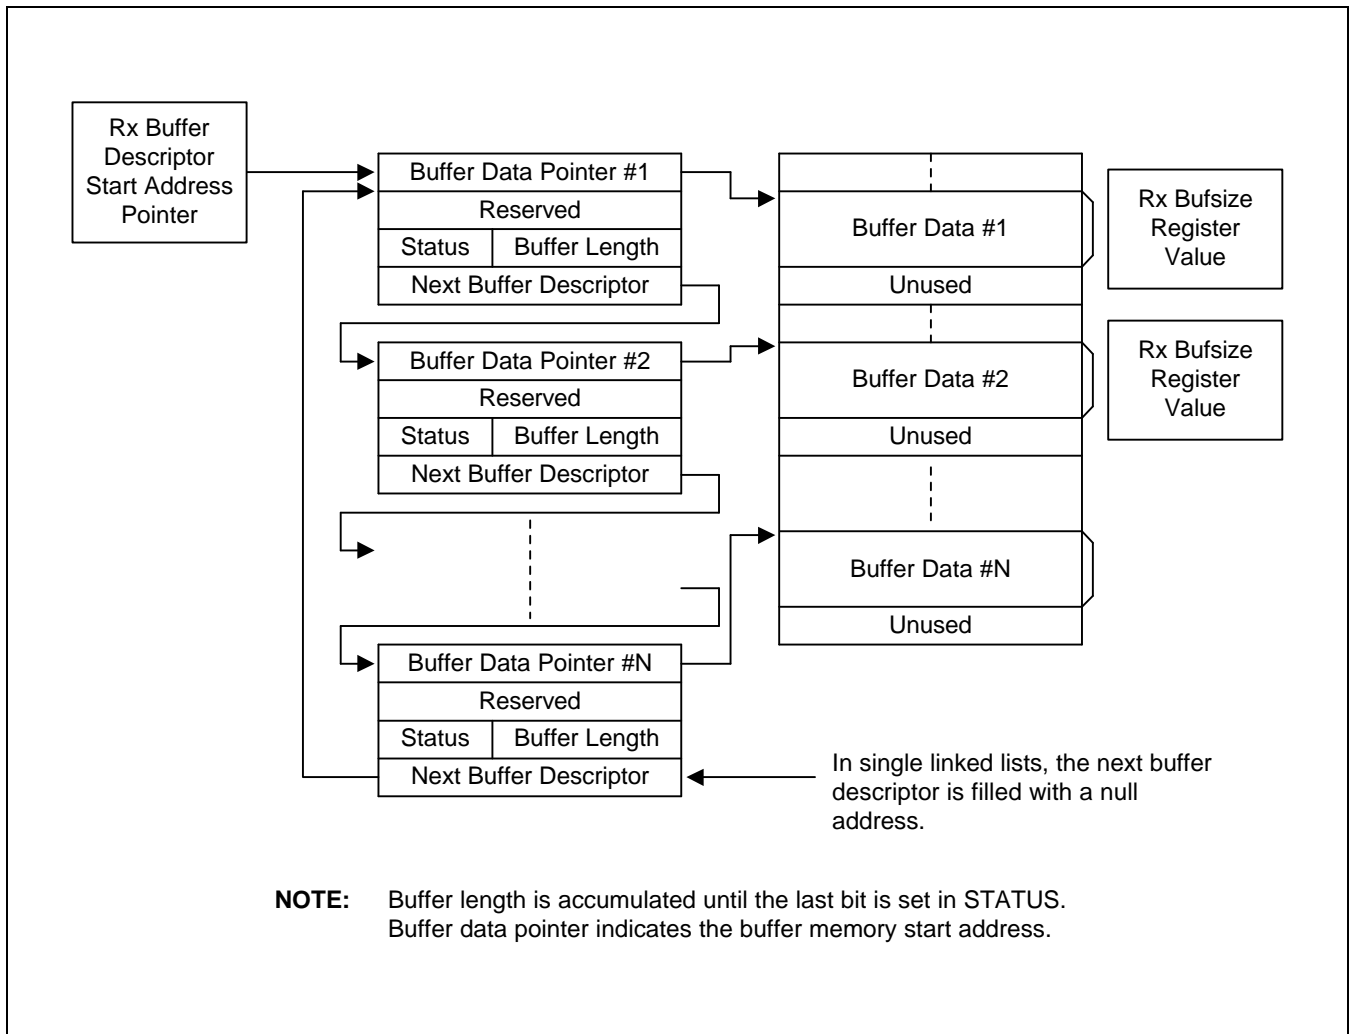 Rx Buffer
Descriptor
Start Address
Pointer
Buffer Data Pointer #1
Reserved
Status
Buffer Length
Next Buffer Descriptor
Buffer Data #1
Unused
Rx Bufsize
Register
Value
Buffer Data Pointer #2
Reserved
Status
Buffer Length
Next Buffer Descriptor
Buffer Data #2
Unused
Rx Bufsize
Register
Value
Buffer Data #N
Unused
Buffer Data Pointer #N
Reserved
Status
Buffer Length
Next Buffer Descriptor
In single linked lists, the next buffer
descriptor is filled with a null
address.
NOTE: Buffer length is accumulated until the last bit is set in STATUS.
Buffer data pointer indicates the buffer memory start address.